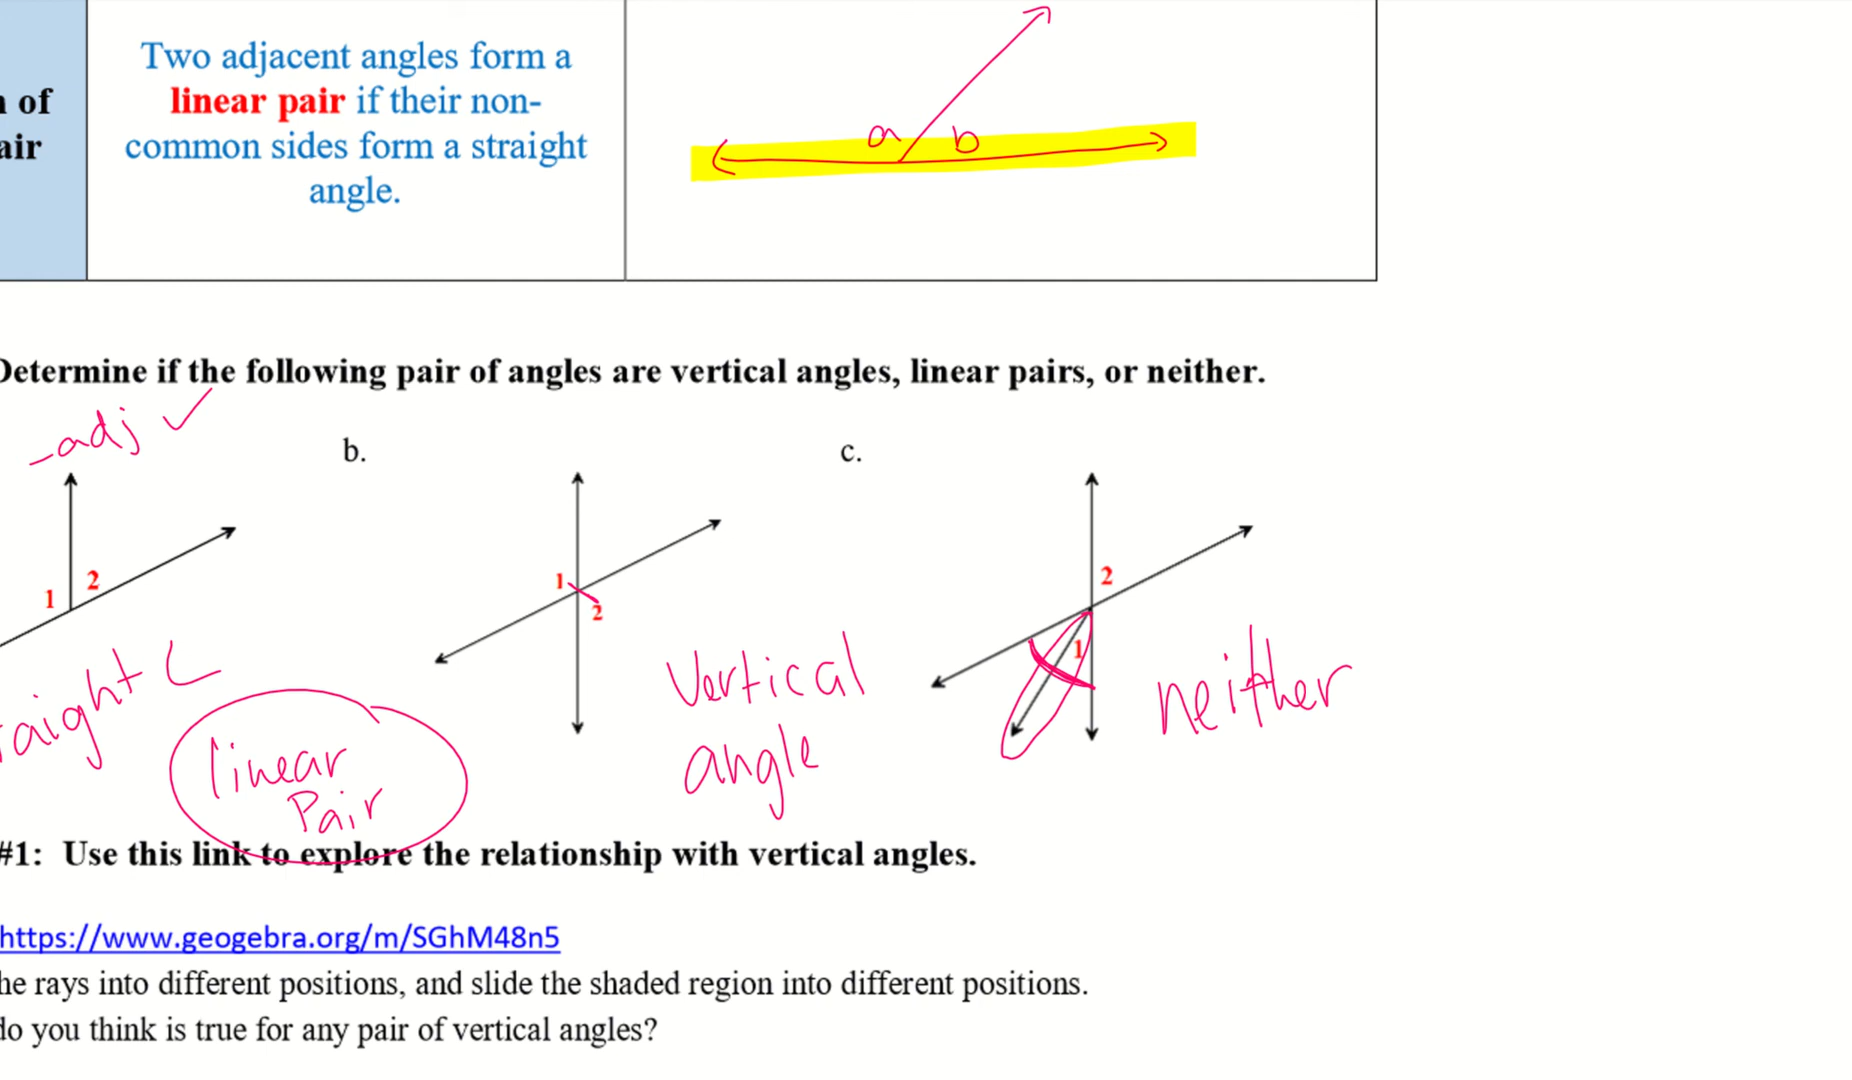 Two adjacent angles form a
linear pair if their non-
common sides form a straight
angle.
of
air
a b
Determine if the following pair of angles are vertical angles, linear pairs, or neither.
-adj ✓
b.
c.
1 2
1 2
2 1
aight <
linear
Pair
Vertical
angle
neither
#1: Use this link to explore the relationship with vertical angles.
https://www.geogebra.org/m/SGhM48n5
he rays into different positions, and slide the shaded region into different positions.
do you think is true for any pair of vertical angles?